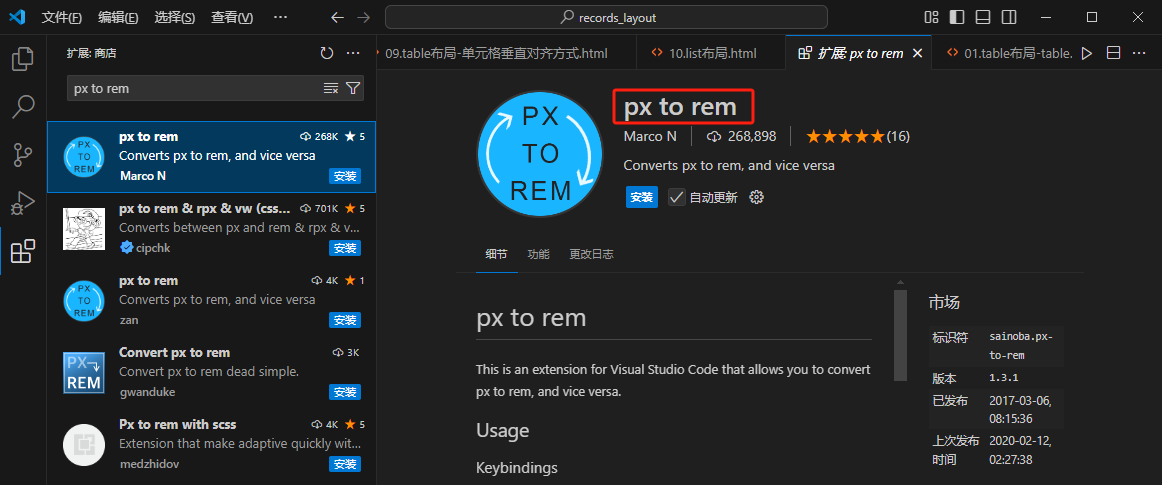 文件(F) 编辑(E) 选择(S) 查看(V) ··· records_layout
扩展: 商店 ···
px to rem
px to rem 268K 5
Converts px to rem, and vice versa
Marco N 安装
px to rem & rpx & vw (css... 701K 5
Converts between px and rem & rpx & v...
cipchk 安装
PX TO REM
px to rem 4K 1
Converts px to rem, and vice versa
zan 安装
PX REM
Convert px to rem 3K
Convert px to rem dead simple.
gwanduke 安装
Px to rem with scss 4K 5
Extension that make adaptive quickly wit...
medzhidov 安装
09.table布局-单元格垂直对齐方式.html 10.list布局.html 扩展: px to rem 01.table布局-table. ···
PX
TO
REM
px to rem
Marco N 268,898 (16)
Converts px to rem, and vice versa
安装 自动更新
细节 功能 更改日志
px to rem
This is an extension for Visual Studio Code that allows you to convert
px to rem, and vice versa.
Usage
Keybindings
市场
标识符 sainoba.px-
to-rem
版本 1.3.1
已发布 2017-03-06,
08:15:36
上次发布 2020-02-12,
时间 02:27:38